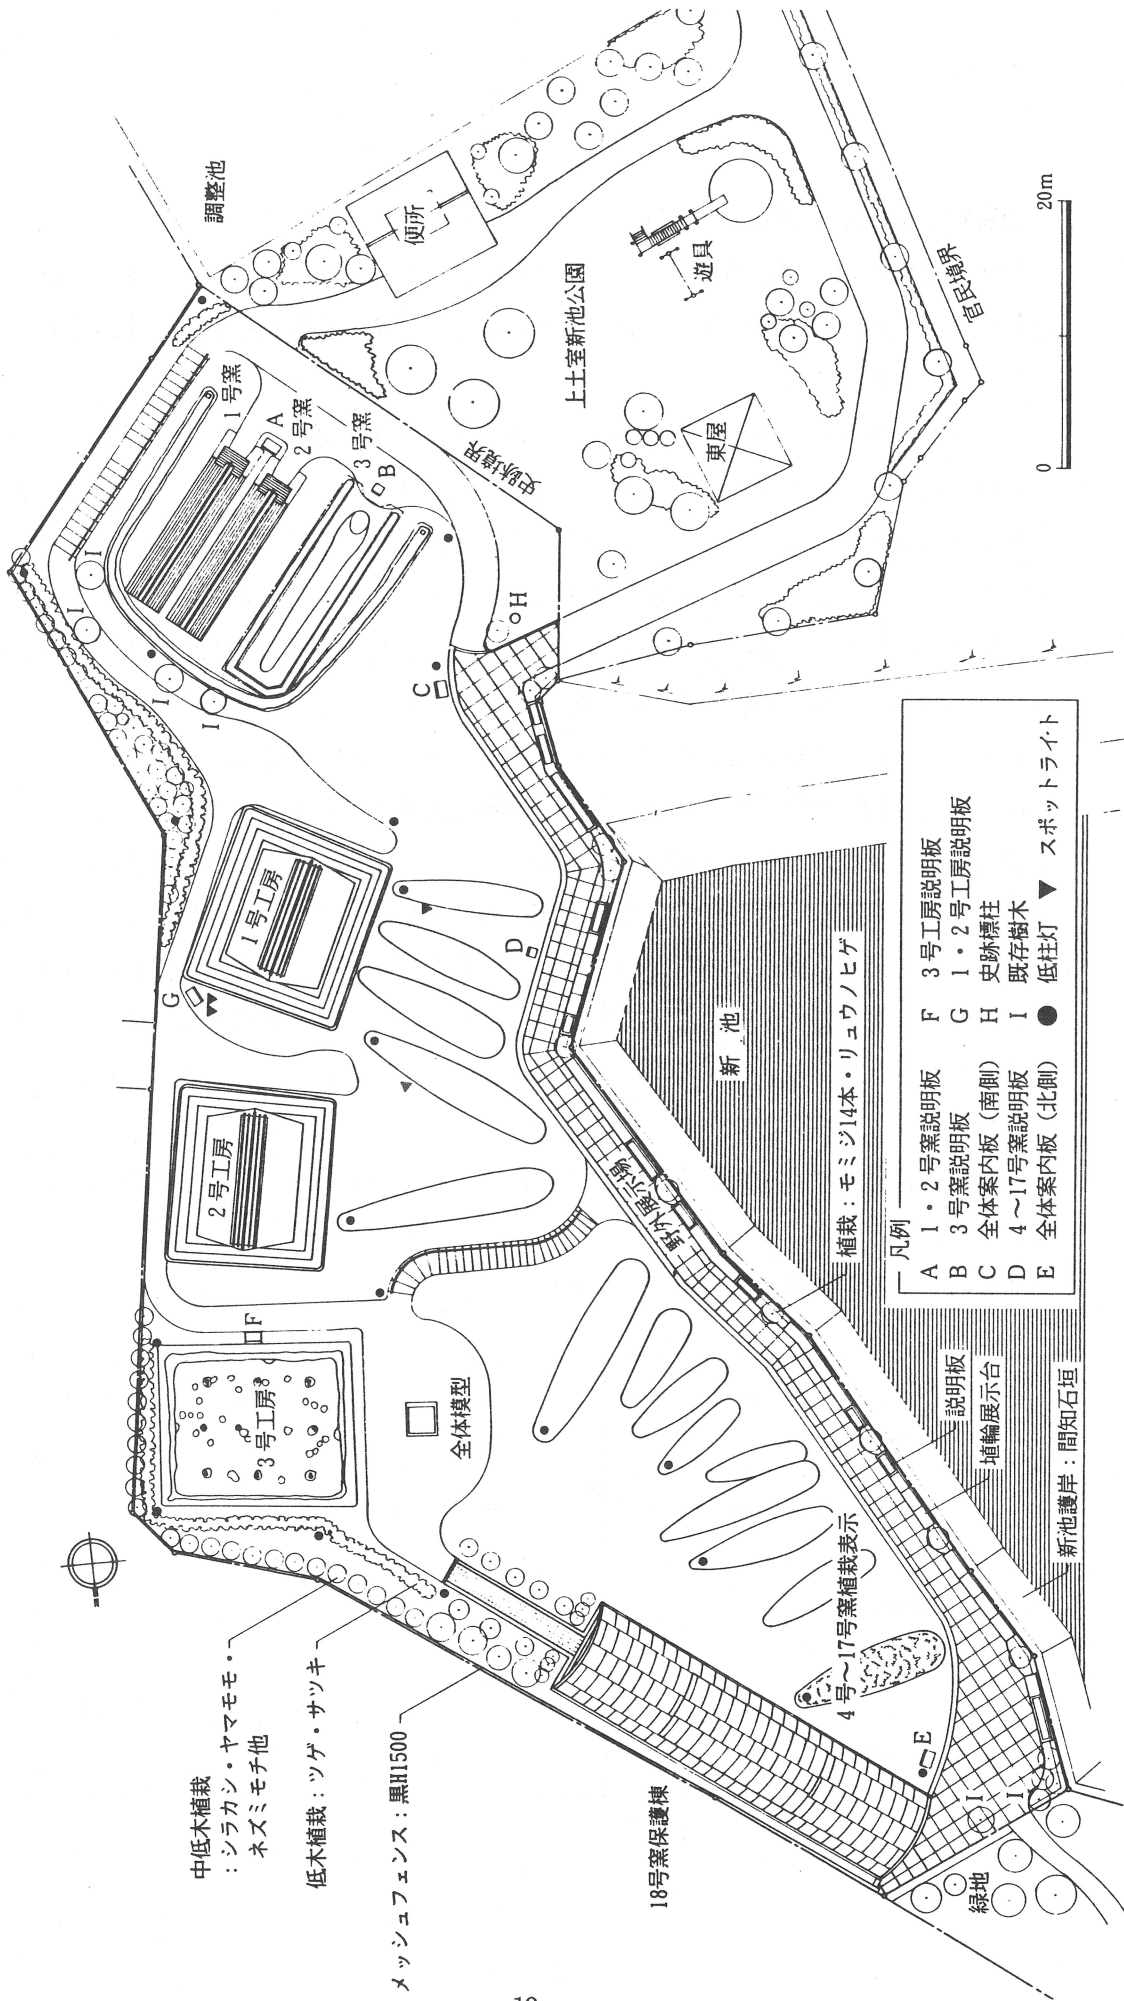 中低木植栽
：シラカシ・ヤマモモ・
ネズミモチ他
低木植栽：ツゲ・サツキ
メッシュフェンス：黒H1500
18号窯保護棟
緑地
3号工房
F
2号工房
G
1号工房
全体模型
4号〜17号窯植栽表示
野外展示場
D
E
I
I
I
I
I
I
C
H
1号窯
A
2号窯
3号窯
B
史跡境界
調整池
便所
上土室新池公園
遊具
東屋
官民境界
0
20m
新 池
植栽：モミジ14本・リュウノヒゲ
説明板
埴輪展示台
新池護岸：間知石垣
凡例
A 1・2号窯説明板
B 3号窯説明板
C 全体案内板（南側）
D 4〜17号窯説明板
E 全体案内板（北側）
F 3号工房説明板
G 1・2号工房説明板
H 史跡標柱
I 既存樹木
● 低柱灯 ▼ スポットライト